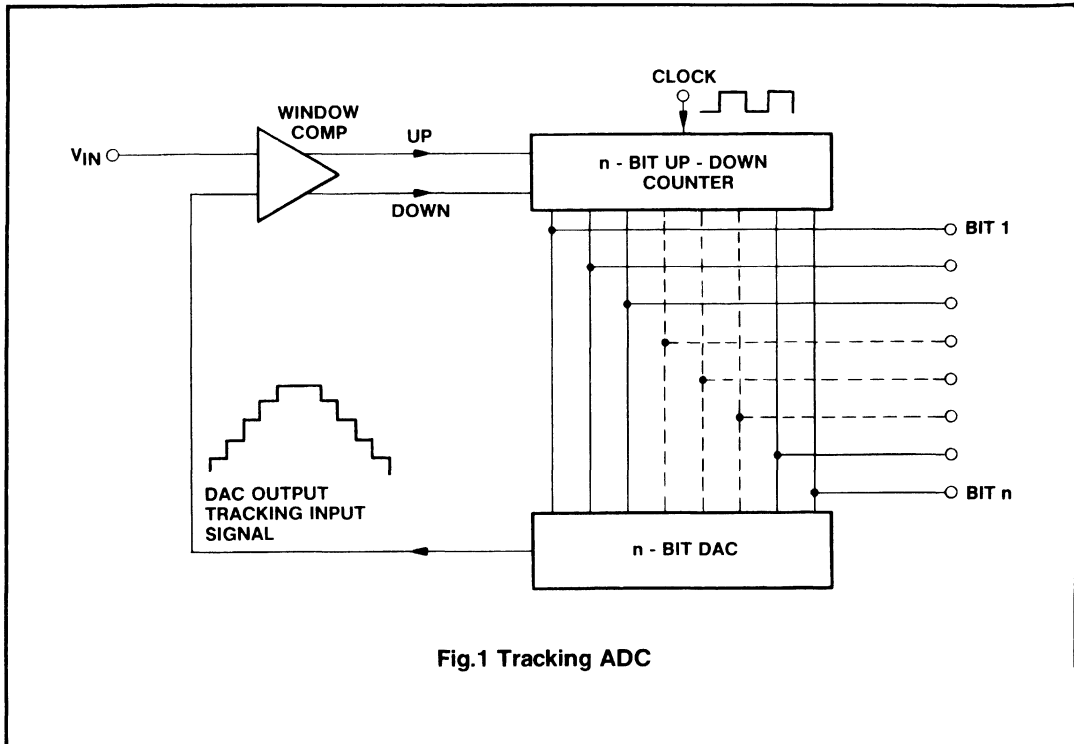 CLOCK
WINDOW
COMP
UP
V_IN
n - BIT UP - DOWN
COUNTER
DOWN
BIT 1
BIT n
DAC OUTPUT
TRACKING INPUT
SIGNAL
n - BIT DAC
Fig.1 Tracking ADC